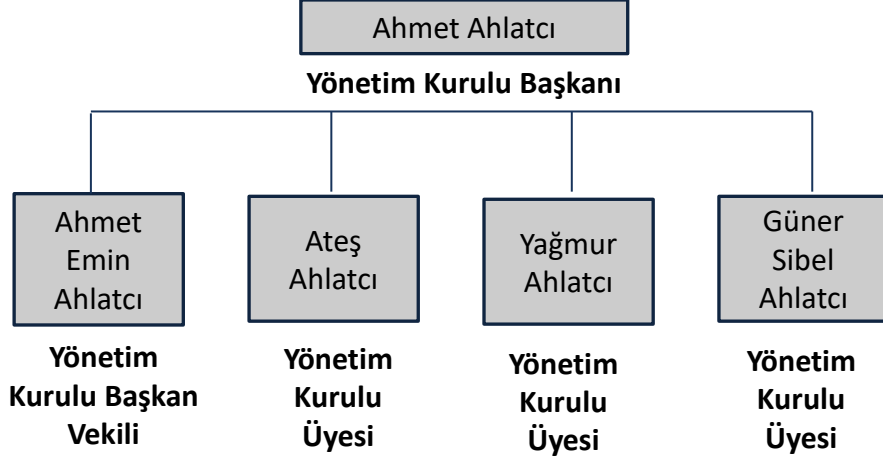 Ahmet Ahlatcı
Yönetim Kurulu Başkanı
Ahmet
Emin
Ahlatcı
Yönetim
Kurulu Başkan
Vekili
Ateş
Ahlatcı
Yönetim
Kurulu
Üyesi
Yağmur
Ahlatcı
Yönetim
Kurulu
Üyesi
Güner
Sibel
Ahlatcı
Yönetim
Kurulu
Üyesi